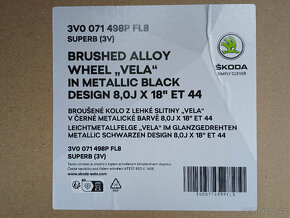 3V0 071 498P FL8
SUPERB (3V)
BRUSHED ALLOY
WHEEL „VELA“
IN METALLIC BLACK
DESIGN 8,0J X 18" ET 44
ŠKODA
SIMPLY CLEVER
BROUŠENÉ KOLO Z LEHKÉ SLITINY „VELA“
V ČERNÉ METALICKÉ BARVĚ 8,0J X 18" ET 44
LEICHTMETALLFELGE „VELA“ IM GLANZGEDREHTEN
METALLIC SCHWARZEN DESIGN 8,0J X 18" ET 44
3V0 071 498P FL8
SUPERB (3V)
www.skoda-auto.com
3V0071498PFL8